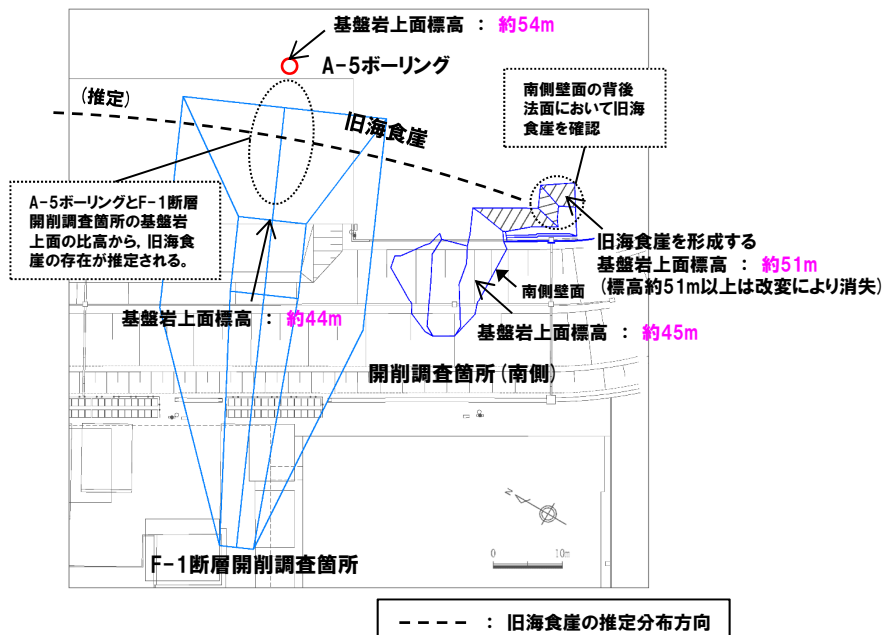 基盤岩上面標高 ： 約54m
A-5ボーリング
(推定)
旧海食崖
南側壁面の背後
法面において旧海
食崖を確認
A-5ボーリングとF-1断層
開削調査箇所の基盤岩
上面の比高から，旧海食
崖の存在が推定される。
旧海食崖を形成する
基盤岩上面標高 ： 約51m
(標高約51m以上は改変により消失)
南側壁面
基盤岩上面標高 ： 約44m
基盤岩上面標高 ： 約45m
開削調査箇所(南側)
N
0 10m
F-1断層開削調査箇所
： 旧海食崖の推定分布方向